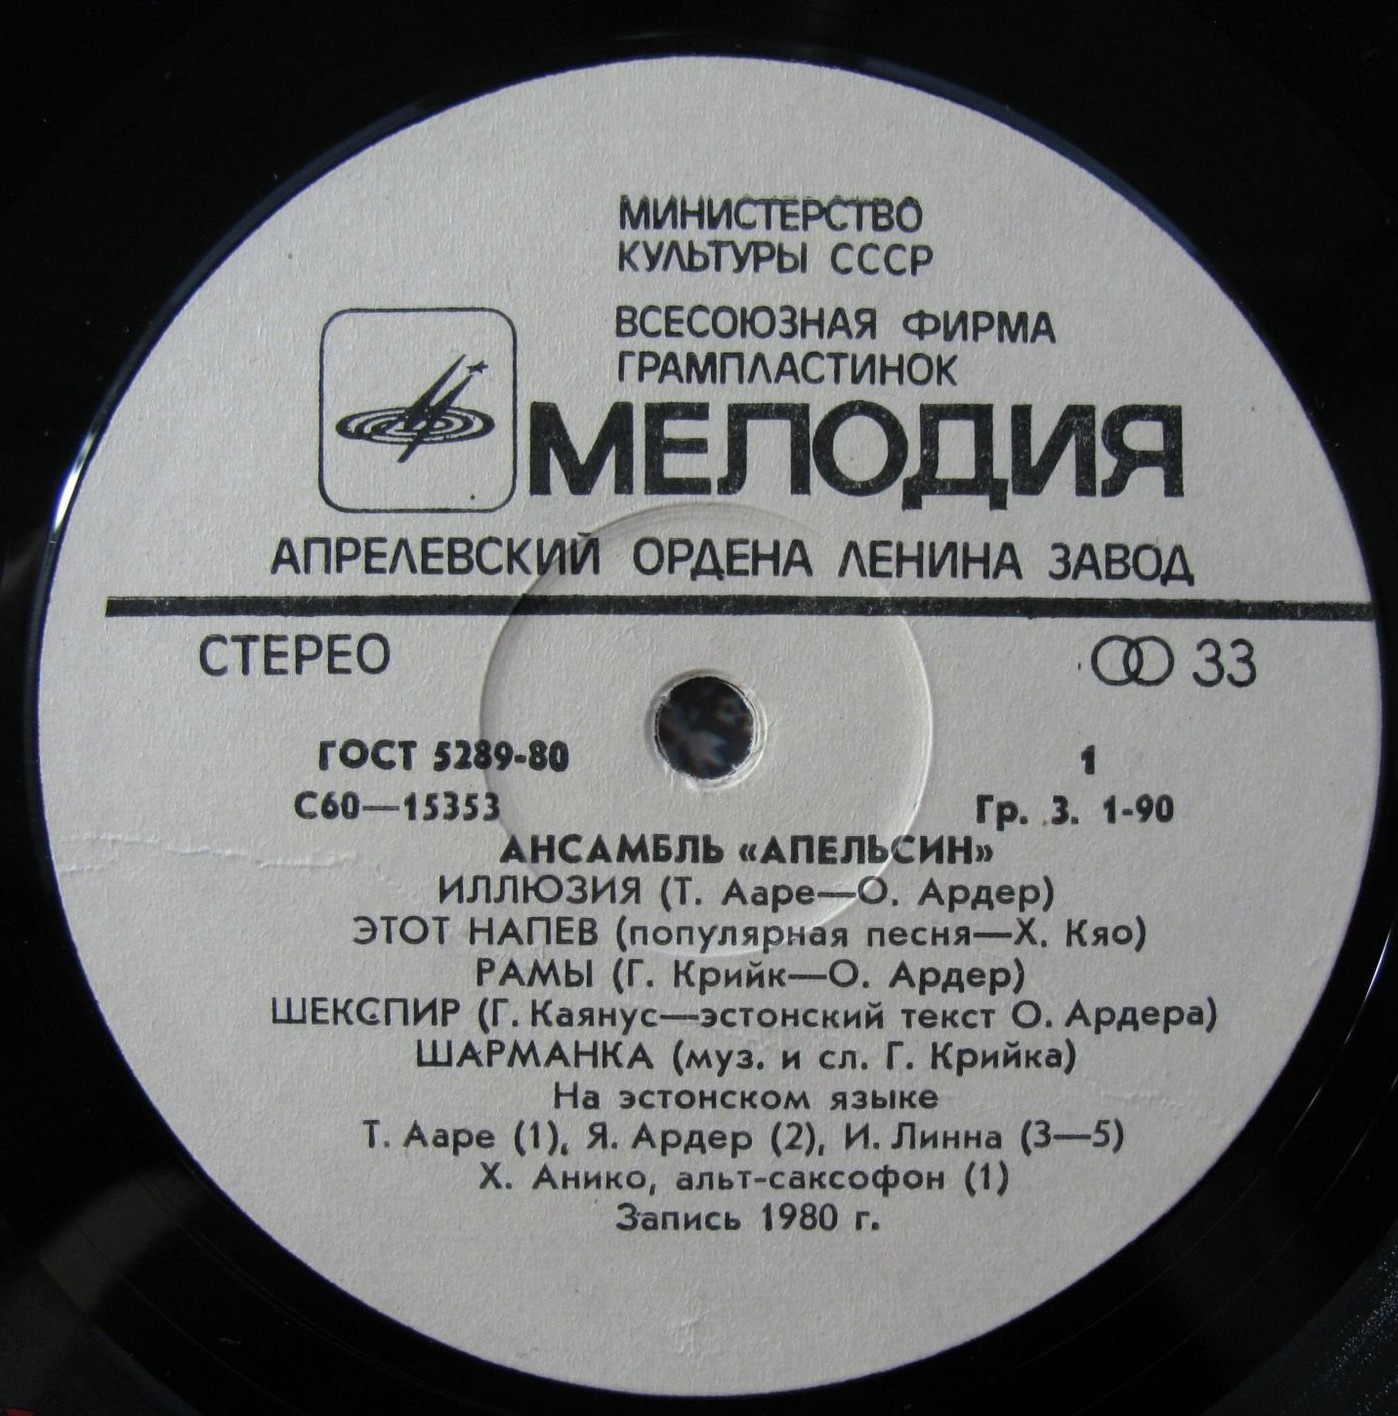 МИНИСТЕРСТВО
КУЛЬТУРЫ СССР
ВСЕСОЮЗНАЯ ФИРМА
ГРАМПЛАСТИНОК
МЕЛОДИЯ
АПРЕЛЕВСКИЙ ОРДЕНА ЛЕНИНА ЗАВОД
СТЕРЕО 33
ГОСТ 5289-80 1
С60—15353 Гр. 3. 1-90
АНСАМБЛЬ «АПЕЛЬСИН»
ИЛЛЮЗИЯ (Т. Ааре—О. Ардер)
ЭТОТ НАПЕВ (популярная песня—Х. Кяо)
РАМЫ (Г. Крийк—О. Ардер)
ШЕКСПИР (Г. Каянус—эстонский текст О. Ардера)
ШАРМАНКА (муз. и сл. Г. Крийка)
На эстонском языке
Т. Ааре (1), Я. Ардер (2), И. Линна (3—5)
Х. Анико, альт-саксофон (1)
Запись 1980 г.